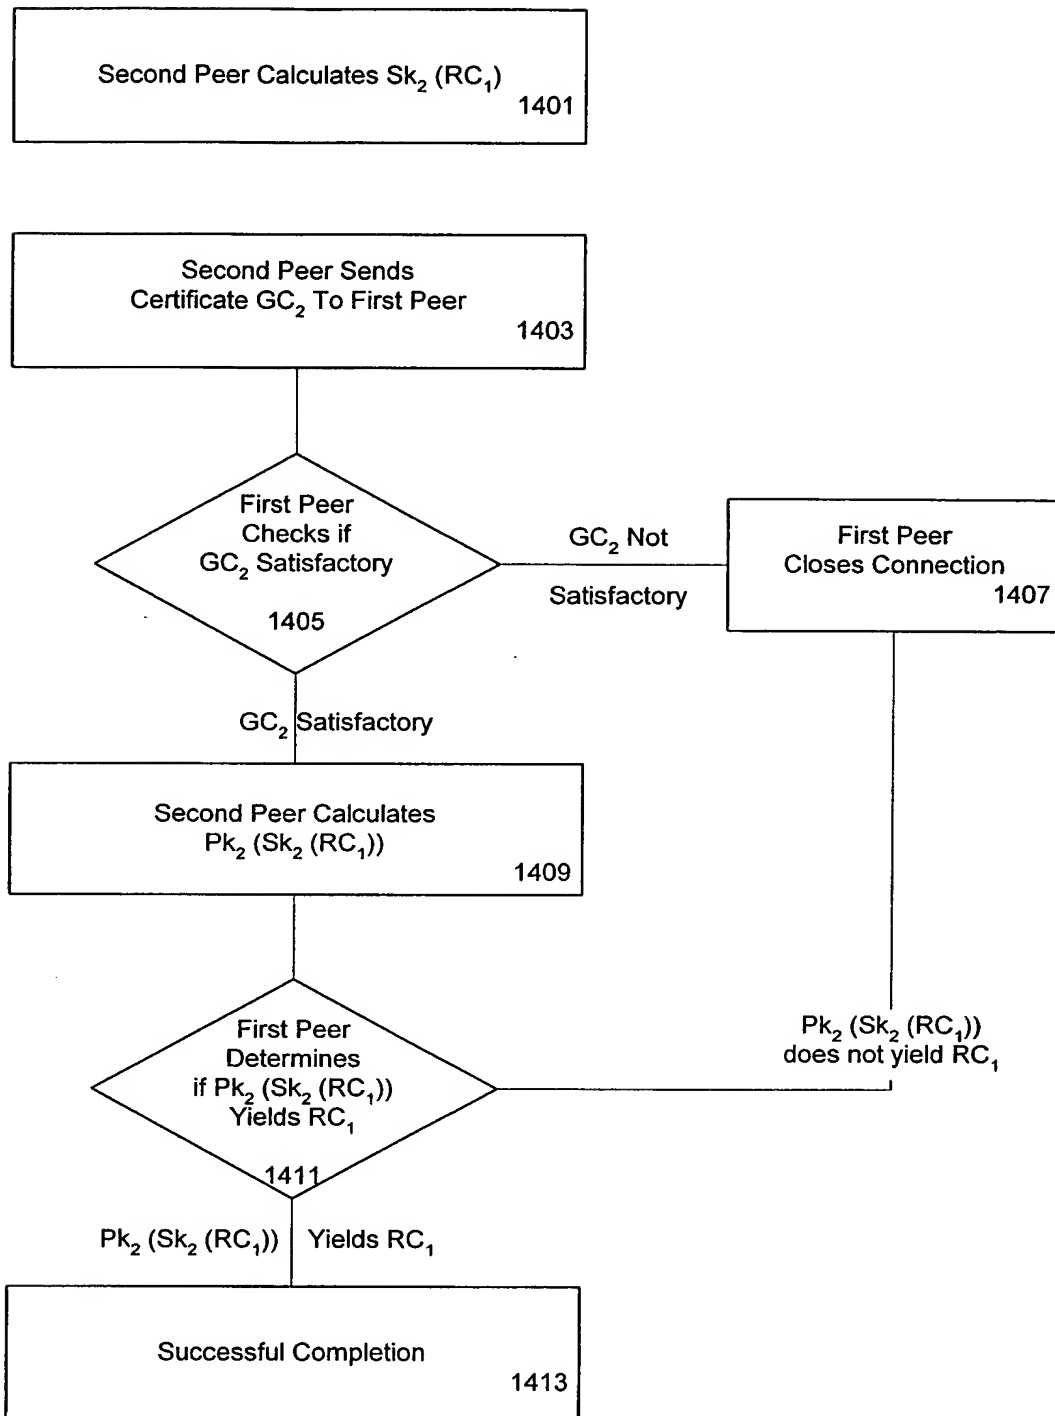 Second Peer Calculates Sk₂ (RC₁)
1401
Second Peer Sends
Certificate GC₂ To First Peer
1403
First Peer
Checks if
GC₂ Satisfactory
1405
GC₂ Not
Satisfactory
First Peer
Closes Connection
1407
GC₂ Satisfactory
Second Peer Calculates
Pk₂ (Sk₂ (RC₁))
1409
First Peer
Determines
if Pk₂ (Sk₂ (RC₁))
Yields RC₁
1411
Pk₂ (Sk₂ (RC₁))
does not yield RC₁
Pk₂ (Sk₂ (RC₁)) Yields RC₁
Successful Completion
1413